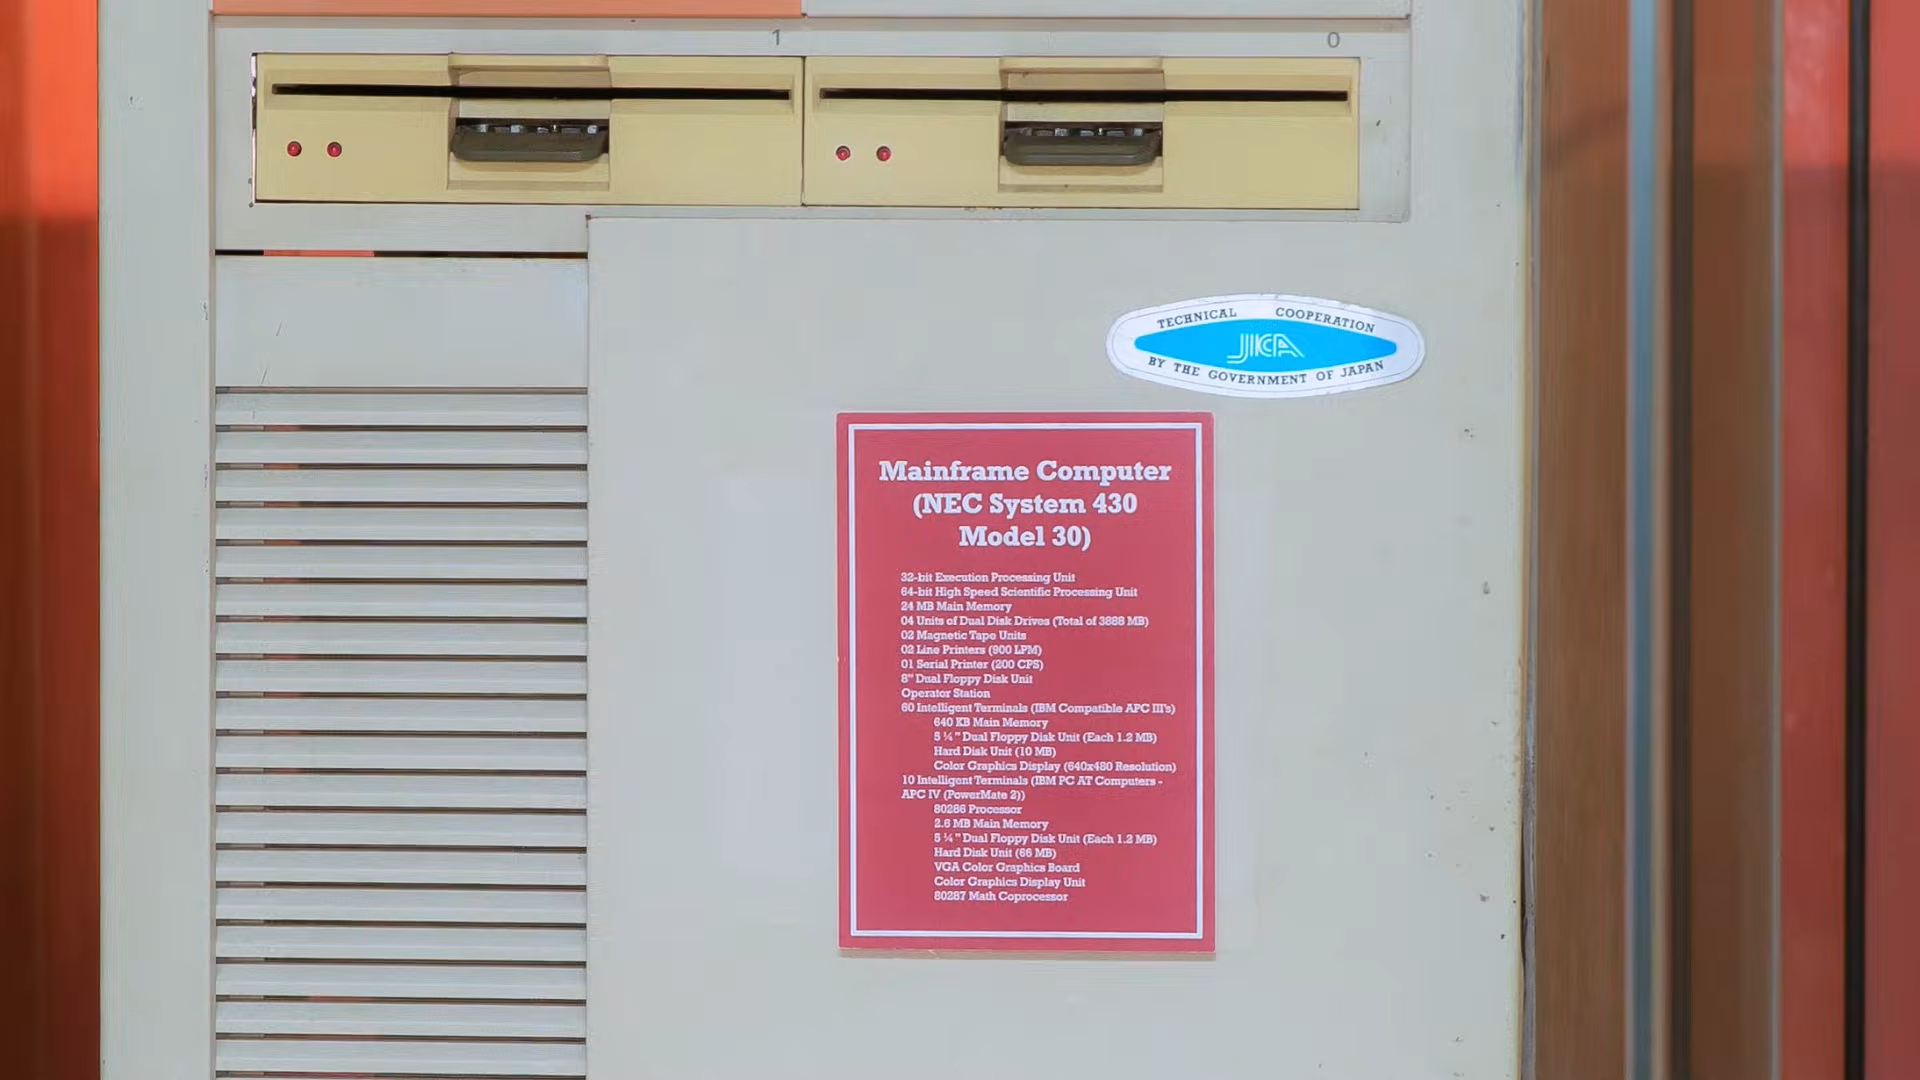 1
0
TECHNICAL COOPERATION
JICA
BY THE GOVERNMENT OF JAPAN
Mainframe Computer
(NEC System 430
Model 30)
32-bit Execution Processing Unit
64-bit High Speed Scientific Processing Unit
24 MB Main Memory
04 Units of Dual Disk Drives (Total of 3888 MB)
02 Magnetic Tape Units
02 Line Printers (900 LPM)
01 Serial Printer (200 CPS)
8" Dual Floppy Disk Unit
Operator Station
60 Intelligent Terminals (IBM Compatible APC III's)
640 KB Main Memory
5 ¼" Dual Floppy Disk Unit (Each 1.2 MB)
Hard Disk Unit (10 MB)
Color Graphics Display (640x480 Resolution)
10 Intelligent Terminals (IBM PC AT Computers -
APC IV (PowerMate 2))
80286 Processor
2.6 MB Main Memory
5 ¼" Dual Floppy Disk Unit (Each 1.2 MB)
Hard Disk Unit (66 MB)
VGA Color Graphics Board
Color Graphics Display Unit
80287 Math Coprocessor